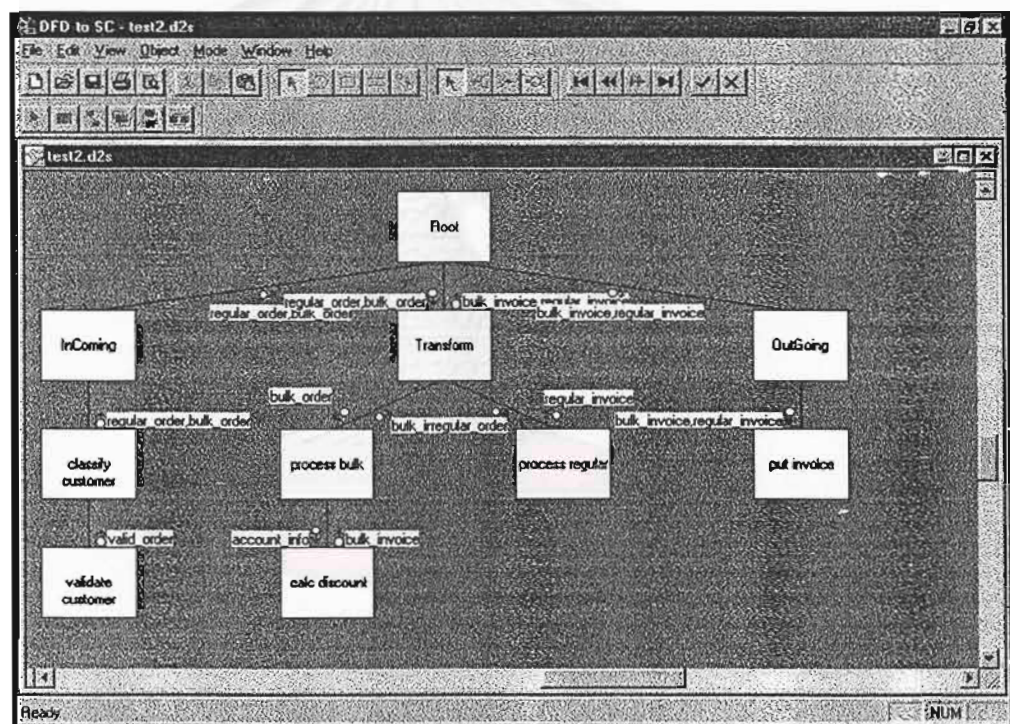 DFD to SC - test2.d2s
File Edit View Object Mode Window Help
test2.d2s
Root
regular_order,bulk_order
bulk_invoice,regular_invoice
regular_order,bulk_order
bulk_invoice,regular_invoice
InComing
Transform
OutGoing
bulk_order
regular_invoice
regular_order,bulk_order
bulk_irregular_order
bulk_invoice,regular_invoice
classify
customer
process bulk
process regular
put invoice
valid_order
account_info
bulk_invoice
validate
customer
calc discount
Ready
NUM